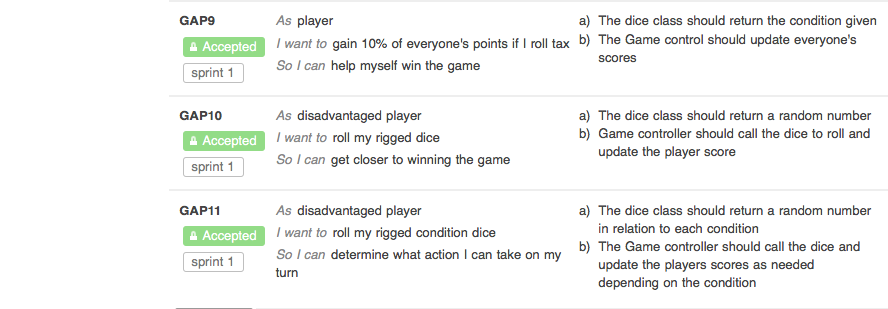 GAP9
Accepted
sprint 1
As player
I want to gain 10% of everyone's points if I roll tax
So I can help myself win the game
a) The dice class should return the condition given
b) The Game control should update everyone's
scores
GAP10
Accepted
sprint 1
As disadvantaged player
I want to roll my rigged dice
So I can get closer to winning the game
a) The dice class should return a random number
b) Game controller should call the dice to roll and
update the player score
GAP11
Accepted
sprint 1
As disadvantaged player
I want to roll my rigged condition dice
So I can determine what action I can take on my
turn
a) The dice class should return a random number
in relation to each condition
b) The Game controller should call the dice and
update the players scores as needed
depending on the condition